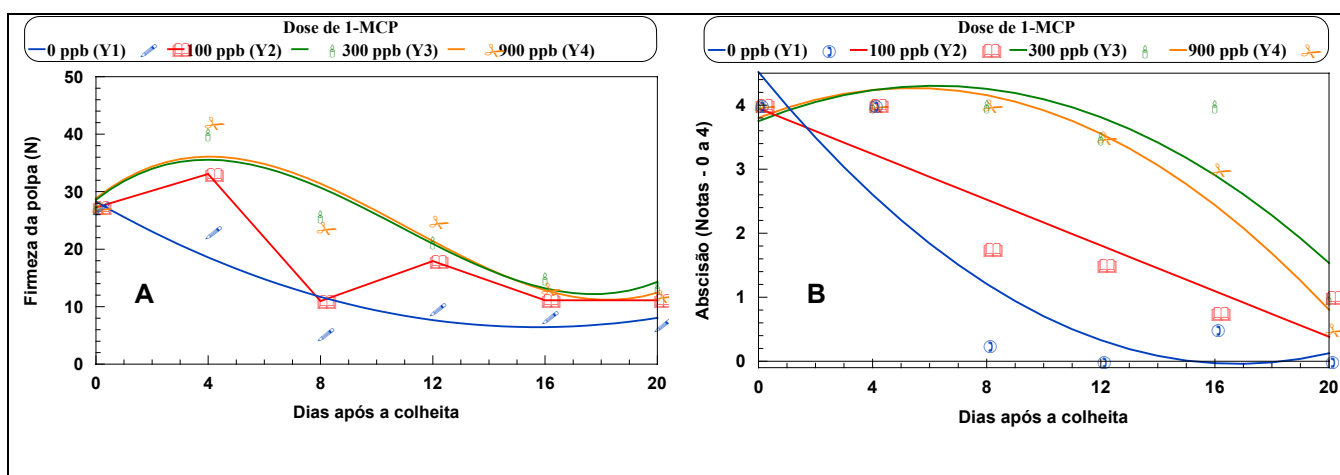 Dose de 1-MCP
0 ppb (Y1) 100 ppb (Y2) 300 ppb (Y3) 900 ppb (Y4)
50
40
30
20
10
0
Firmeza da polpa (N)
A
0 4 8 12 16 20
Dias após a colheita
Dose de 1-MCP
0 ppb (Y1) 100 ppb (Y2) 300 ppb (Y3) 900 ppb (Y4)
4
3
2
1
0
Abscisão (Notas - 0 a 4)
B
0 4 8 12 16 20
Dias após a colheita